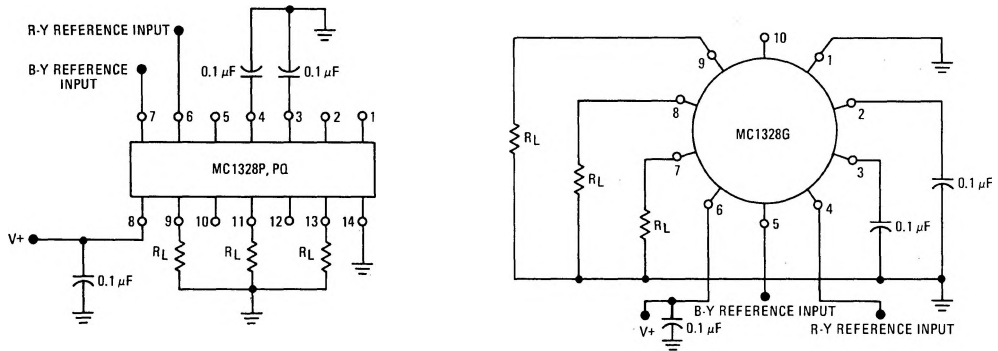 R-Y REFERENCE INPUT
B-Y REFERENCE
INPUT
0.1 µF
0.1 µF
7
6
5
4
3
2
1
MC1328P, PQ
8
9
10
11
12
13
14
V+
RL
RL
RL
0.1 µF
10
9
1
8
2
MC1328G
RL
RL
7
3
0.1 µF
6
5
4
RL
0.1 µF
B-Y REFERENCE INPUT
V+
0.1 µF
R-Y REFERENCE INPUT